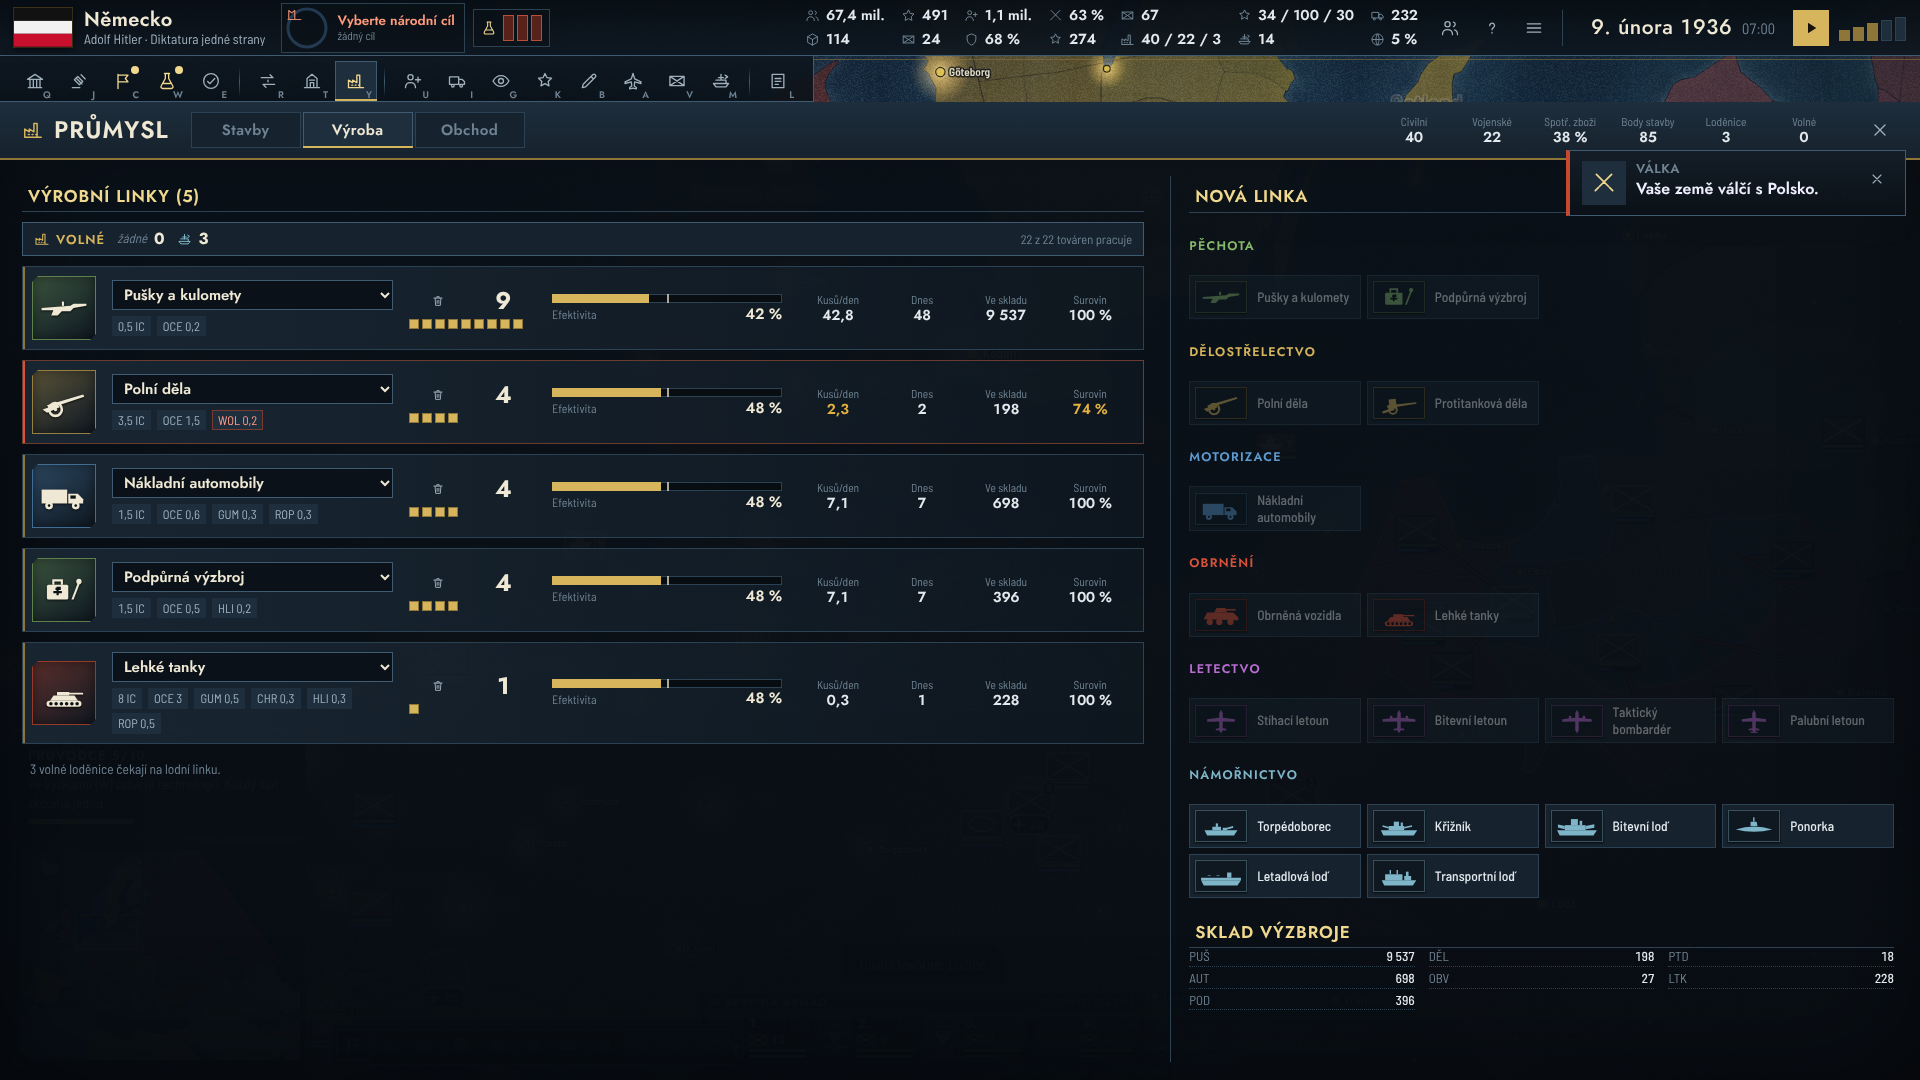 Německo
Adolf Hitler · Diktatura jedné strany
Vyberte národní cíl
žádný cíl
67,4 mil. 491 1,1 mil. 63 % 67 34 / 100 / 30 232
114 24 68 % 274 40 / 22 / 3 14 5 %
9. února 1936 07:00
Q J C W E R T Y U I G K B A V M L
Göteborg
PRŮMYSL
Stavby Výroba Obchod
Civilní Vojenské Spotř. zboží Body stavby Loděnice Volné
40 22 38 % 85 3 0
VÁLKA
Vaše země válčí s Polsko.
VÝROBNÍ LINKY (5)
VOLNÉ žádné 0 3 22 z 22 továren pracuje
Pušky a kulomety
0,5 IC OCE 0,2
9
Efektivita 42 %
Kusů/den Dnes Ve skladu Surovin
42,8 48 9 537 100 %
Polní děla
3,5 IC OCE 1,5 WOL 0,2
4
Efektivita 48 %
Kusů/den Dnes Ve skladu Surovin
2,3 2 198 74 %
Nákladní automobily
1,5 IC OCE 0,6 GUM 0,3 ROP 0,3
4
Efektivita 48 %
Kusů/den Dnes Ve skladu Surovin
7,1 7 698 100 %
Podpůrná výzbroj
1,5 IC OCE 0,5 HLI 0,2
4
Efektivita 48 %
Kusů/den Dnes Ve skladu Surovin
7,1 7 396 100 %
Lehké tanky
8 IC OCE 3 GUM 0,5 CHR 0,3 HLI 0,3
ROP 0,5
1
Efektivita 48 %
Kusů/den Dnes Ve skladu Surovin
0,3 1 228 100 %
3 volné loděnice čekají na lodní linku.
NOVÁ LINKA
PĚCHOTA
Pušky a kulomety Podpůrná výzbroj
DĚLOSTŘELECTVO
Polní děla Protitanková děla
MOTORIZACE
Nákladní
automobily
OBRNĚNÍ
Obrněná vozidla Lehké tanky
LETECTVO
Stíhací letoun Bitevní letoun Taktický bombardér Palubní letoun
NÁMOŘNICTVO
Torpédoborec Křižník Bitevní loď Ponorka
Letadlová loď Transportní loď
SKLAD VÝZBROJE
PUŠ 9 537 DĚL 198 PTD 18
AUT 698 OBV 27 LTK 228
POD 396